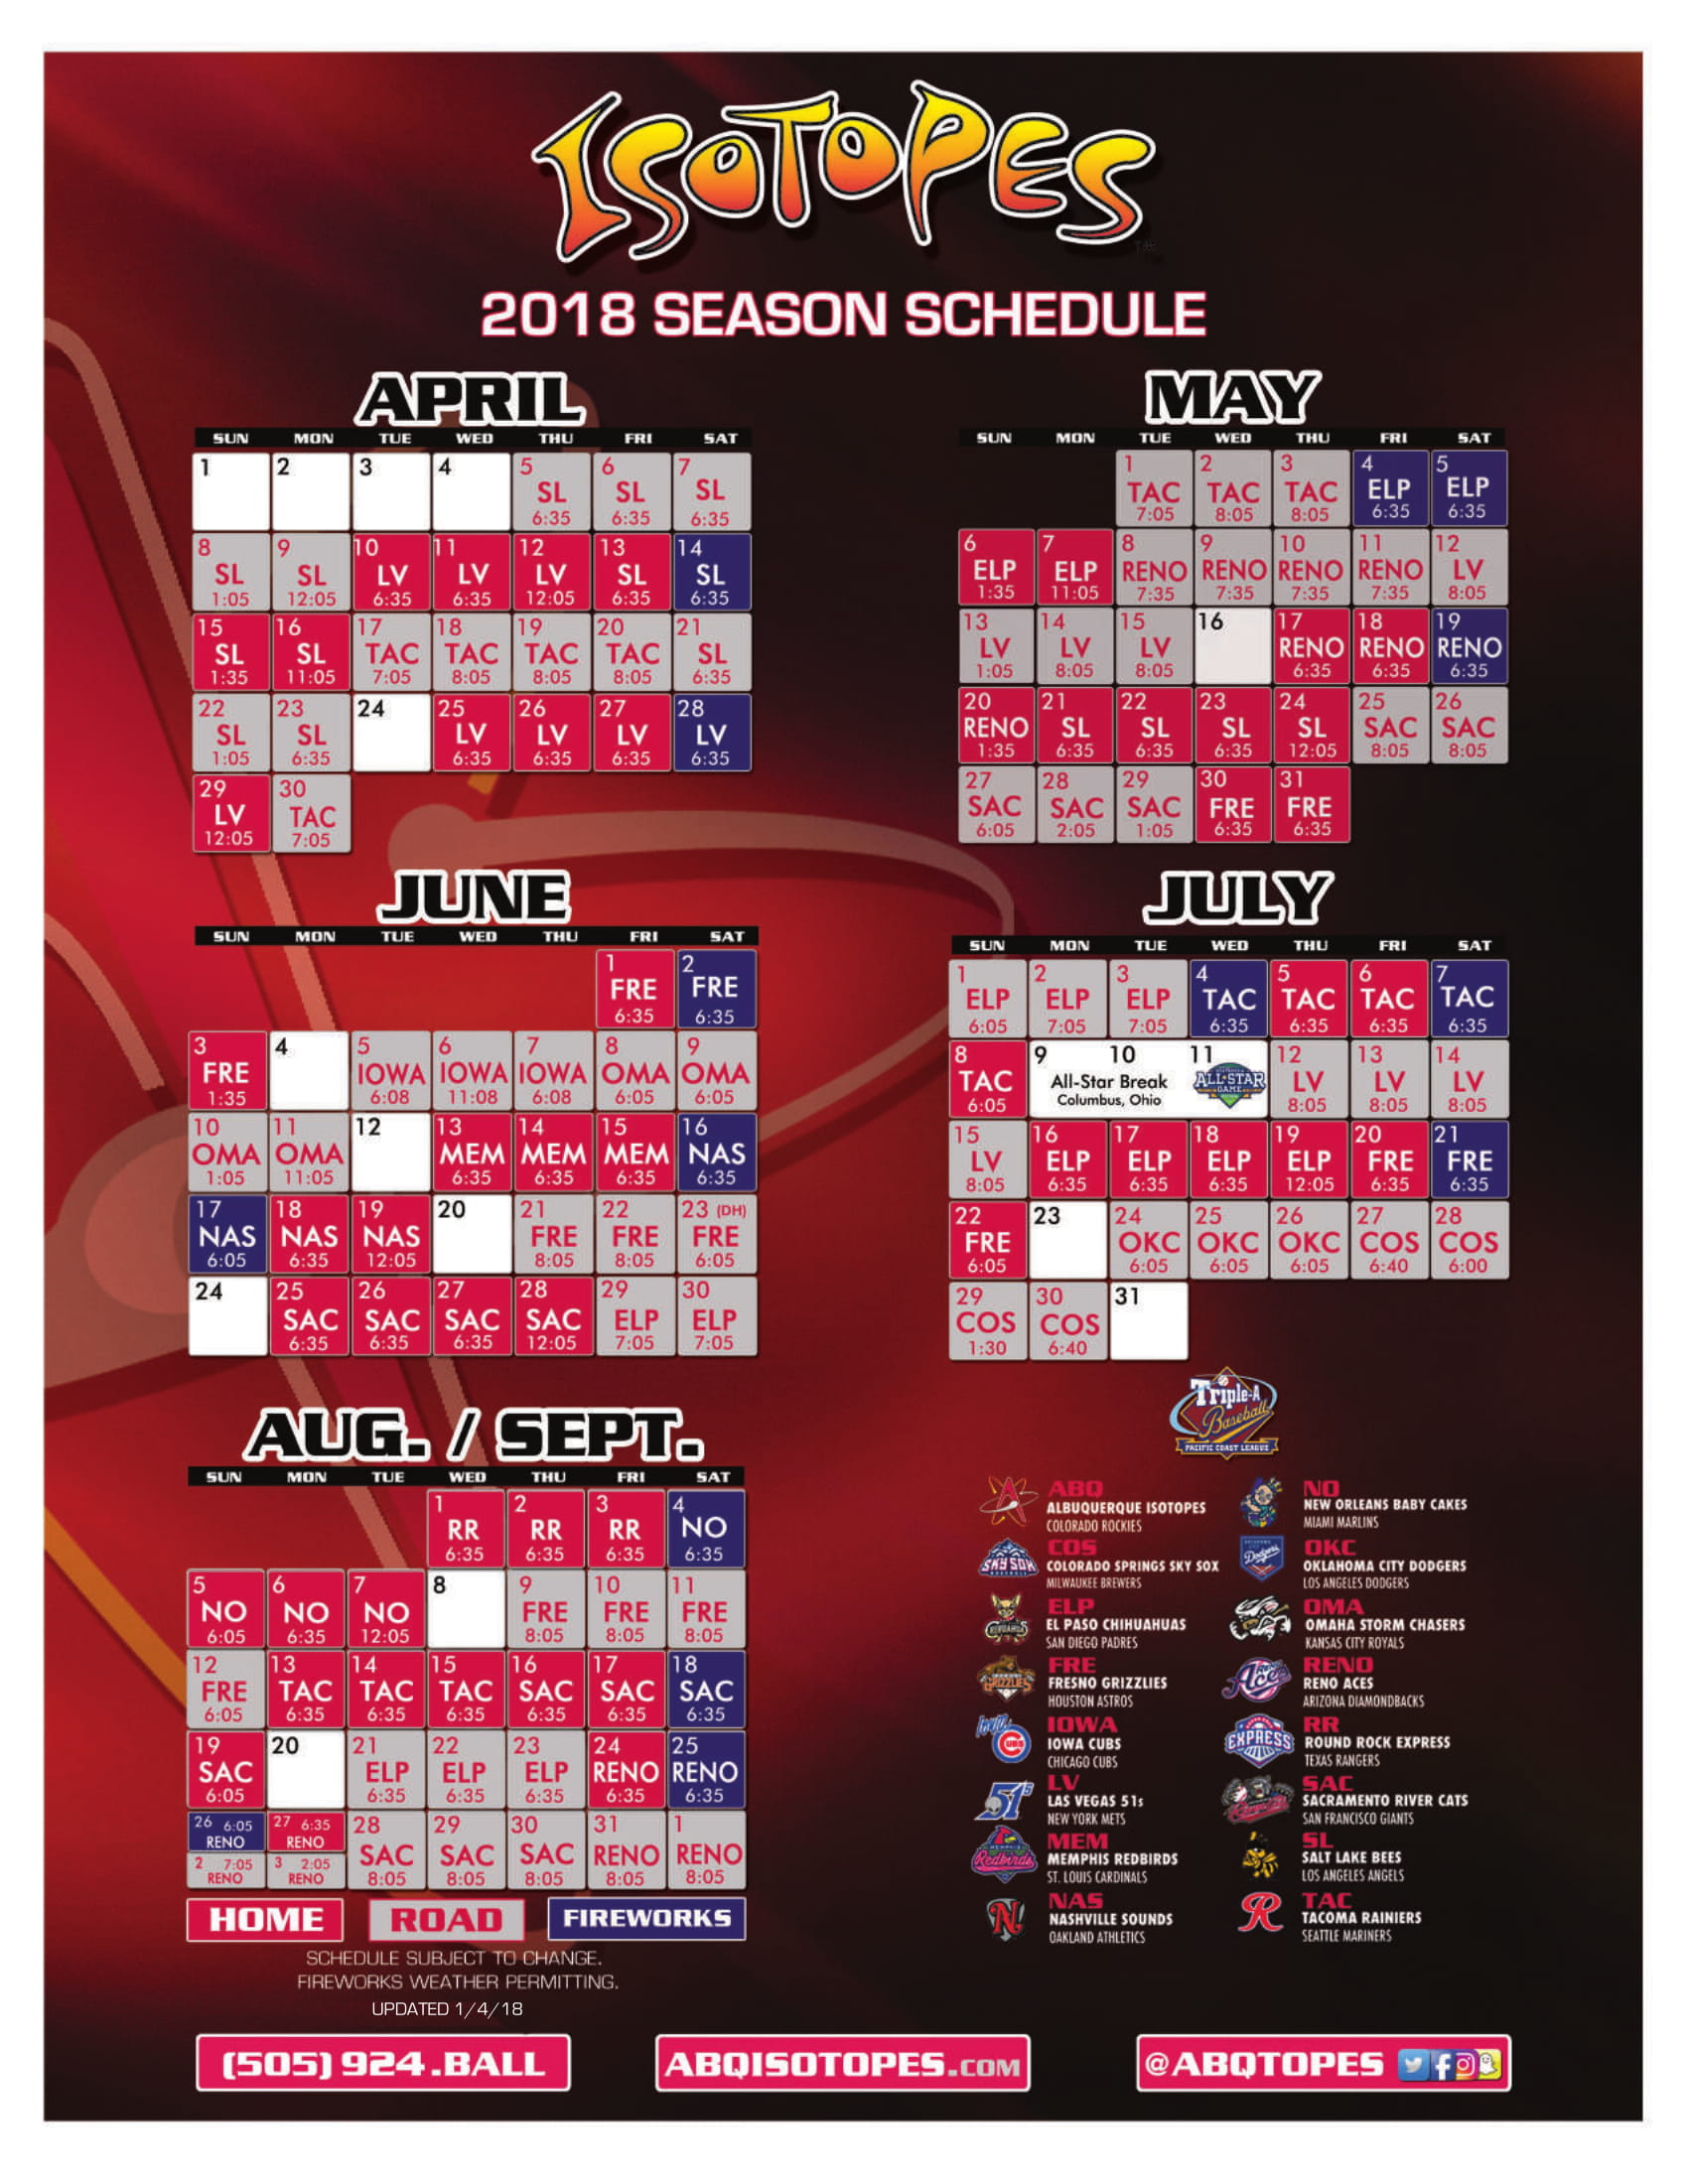 ISOTOPES
TM
2018 SEASON SCHEDULE
APRIL
SUN MON TUE WED THU FRI SAT
1 2 3 4 5 6 7
SL SL SL
6:35 6:35 6:35
8 9 10 11 12 13 14
SL SL LV LV LV SL SL
1:05 12:05 6:35 6:35 12:05 6:35 6:35
15 16 17 18 19 20 21
SL SL TAC TAC TAC TAC SL
1:35 11:05 7:05 8:05 8:05 8:05 6:35
22 23 24 25 26 27 28
SL SL LV LV LV LV
1:05 6:35 6:35 6:35 6:35 6:35
29 30
LV TAC
12:05 7:05
MAY
SUN MON TUE WED THU FRI SAT
1 2 3 4 5
TAC TAC TAC ELP ELP
7:05 8:05 8:05 6:35 6:35
6 7 8 9 10 11 12
ELP ELP RENO RENO RENO RENO LV
1:35 11:05 7:35 7:35 7:35 7:35 8:05
13 14 15 16 17 18 19
LV LV LV RENO RENO RENO
1:05 8:05 8:05 6:35 6:35 6:35
20 21 22 23 24 25 26
RENO SL SL SL SL SAC SAC
1:35 6:35 6:35 6:35 12:05 8:05 8:05
27 28 29 30 31
SAC SAC SAC FRE FRE
6:05 2:05 1:05 6:35 6:35
JUNE
SUN MON TUE WED THU FRI SAT
1 2
FRE FRE
6:35 6:35
3 4 5 6 7 8 9
FRE IOWA IOWA IOWA OMA OMA
1:35 6:08 11:08 6:08 6:05 6:05
10 11 12 13 14 15 16
OMA OMA MEM MEM MEM NAS
1:05 11:05 6:35 6:35 6:35 6:35
17 18 19 20 21 22 23 (DH)
NAS NAS NAS FRE FRE FRE
6:05 6:35 12:05 8:05 8:05 6:05
24 25 26 27 28 29 30
SAC SAC SAC SAC ELP ELP
6:35 6:35 6:35 12:05 7:05 7:05
JULY
SUN MON TUE WED THU FRI SAT
1 2 3 4 5 6 7
ELP ELP ELP TAC TAC TAC TAC
6:05 7:05 7:05 6:35 6:35 6:35 6:35
8 9 10 11 12 13 14
TAC All-Star Break ALL-STAR LV LV LV
GAME
6:05 Columbus, Ohio 8:05 8:05 8:05
15 16 17 18 19 20 21
LV ELP ELP ELP ELP FRE FRE
8:05 6:35 6:35 6:35 12:05 6:35 6:35
22 23 24 25 26 27 28
FRE OKC OKC OKC COS COS
6:05 6:05 6:05 6:05 6:40 6:00
29 30 31
COS COS
1:30 6:40
AUG. / SEPT.
SUN MON TUE WED THU FRI SAT
1 2 3 4
RR RR RR NO
6:35 6:35 6:35 6:35
5 6 7 8 9 10 11
NO NO NO FRE FRE FRE
6:05 6:35 12:05 8:05 8:05 8:05
12 13 14 15 16 17 18
FRE TAC TAC TAC SAC SAC SAC
6:05 6:35 6:35 6:35 6:35 6:35 6:35
19 20 21 22 23 24 25
SAC ELP ELP ELP RENO RENO
6:05 6:35 6:35 6:35 6:35 6:35
26 6:05 27 6:35 28 29 30 31 1
RENO RENO SAC SAC SAC RENO RENO
2 7:05 3 2:05 8:05 8:05 8:05 8:05 8:05
RENO RENO
HOME ROAD FIREWORKS
SCHEDULE SUBJECT TO CHANGE.
FIREWORKS WEATHER PERMITTING.
UPDATED 1/4/18
Triple-A
Baseball
PACIFIC COAST LEAGUE
ABQ
ALBUQUERQUE ISOTOPES
COLORADO ROCKIES
SKY SOX
COS
COLORADO SPRINGS SKY SOX
MILWAUKEE BREWERS
ELP
EL PASO CHIHUAHUAS
SAN DIEGO PADRES
GRIZZLIES
FRE
FRESNO GRIZZLIES
HOUSTON ASTROS
Iowa
CUBS
IOWA
IOWA CUBS
CHICAGO CUBS
51s
LV
LAS VEGAS 51s
NEW YORK METS
Redbirds
MEM
MEMPHIS REDBIRDS
ST. LOUIS CARDINALS
N
NAS
NASHVILLE SOUNDS
OAKLAND ATHLETICS
NO
NEW ORLEANS BABY CAKES
MIAMI MARLINS
Dodgers
OKC
OKLAHOMA CITY DODGERS
LOS ANGELES DODGERS
OMA
OMAHA STORM CHASERS
KANSAS CITY ROYALS
Aces
RENO
RENO ACES
ARIZONA DIAMONDBACKS
EXPRESS
RR
ROUND ROCK EXPRESS
TEXAS RANGERS
SAC
SACRAMENTO RIVER CATS
SAN FRANCISCO GIANTS
SL
SALT LAKE BEES
LOS ANGELES ANGELS
R
TAC
TACOMA RAINIERS
SEATTLE MARINERS
(505) 924.BALL
ABQISOTOPES.COM
@ABQTOPES